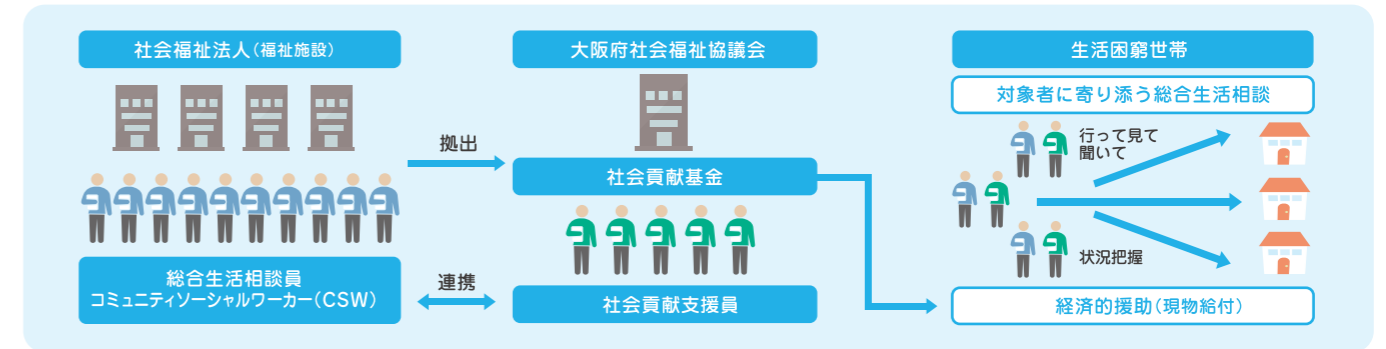 社会福祉法人（福祉施設）
拠出
総合生活相談員
コミュニティソーシャルワーカー（CSW）
連携
大阪府社会福祉協議会
社会貢献基金
社会貢献支援員
生活困窮世帯
対象者に寄り添う総合生活相談
行って見て
聞いて
状況把握
経済的援助（現物給付）